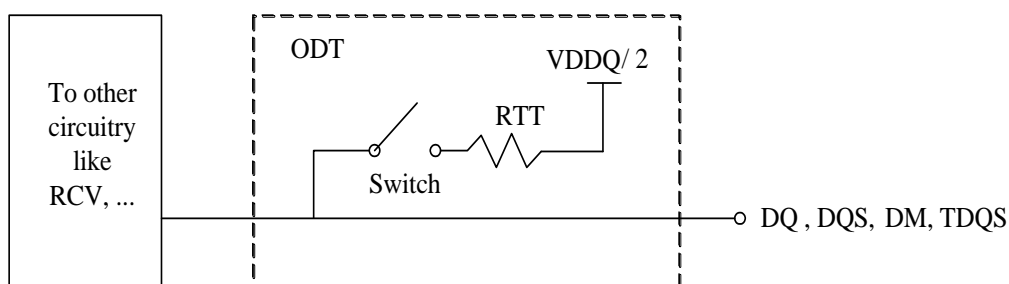 ODT
VDDQ/ 2
To other
circuitry
like
RCV, ...
RTT
Switch
DQ , DQS, DM, TDQS